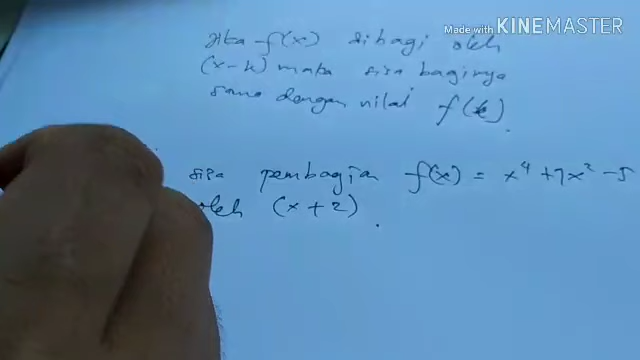 Made with KINEMASTER
Jika f(x) dibagi oleh
(x-k) maka sisa baginya
sama dengan nilai f(k).
sisa pembagian f(x) = x⁴ + 7x² - 5
oleh (x + 2).